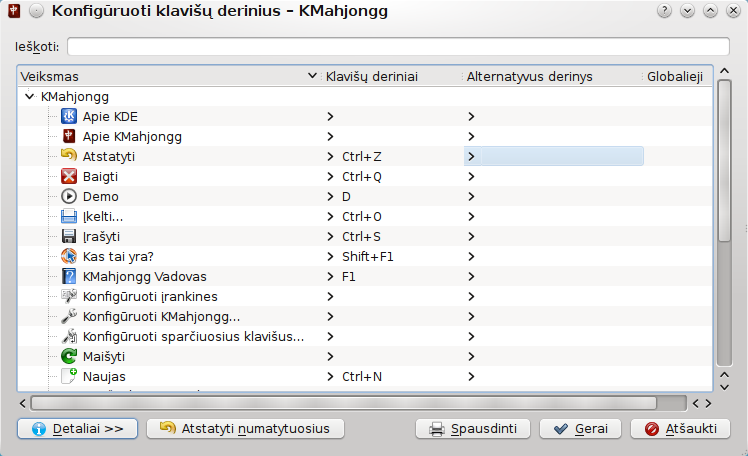 Konfigūruoti klavišų derinius – KMahjongg
Ieškoti:
Veiksmas Klavišų deriniai Alternatyvus derinys Globalieji
KMahjongg
Apie KDE
Apie KMahjongg
Atstatyti Ctrl+Z
Baigti Ctrl+Q
Demo D
Įkelti... Ctrl+O
Įrašyti Ctrl+S
Kas tai yra? Shift+F1
KMahjongg Vadovas F1
Konfigūruoti įrankines
Konfigūruoti KMahjongg...
Konfigūruoti sparčiuosius klavišus...
Maišyti
Naujas Ctrl+N
Detaliai >> Atstatyti numatytuosius Spausdinti Gerai Atšaukti